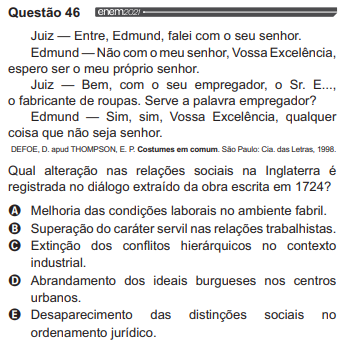 Questão 46 enem2021
Juiz — Entre, Edmund, falei com o seu senhor.
Edmund — Não com o meu senhor, Vossa Excelência,
espero ser o meu próprio senhor.
Juiz — Bem, com o seu empregador, o Sr. E...,
o fabricante de roupas. Serve a palavra empregador?
Edmund — Sim, sim, Vossa Excelência, qualquer
coisa que não seja senhor.
DEFOE, D. apud THOMPSON, E. P. Costumes em comum. São Paulo: Cia. das Letras, 1998.
Qual alteração nas relações sociais na Inglaterra é
registrada no diálogo extraído da obra escrita em 1724?
A Melhoria das condições laborais no ambiente fabril.
B Superação do caráter servil nas relações trabalhistas.
C Extinção dos conflitos hierárquicos no contexto
industrial.
D Abrandamento dos ideais burgueses nos centros
urbanos.
E Desaparecimento das distinções sociais no
ordenamento jurídico.